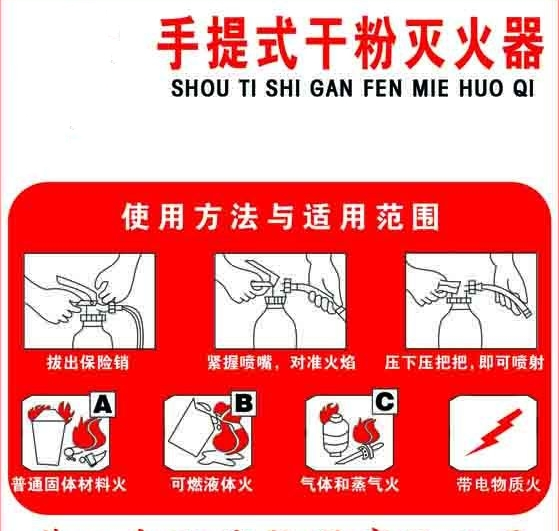 手提式干粉灭火器
SHOU TI SHI GAN FEN MIE HUO QI
使用方法与适用范围
拔出保险销
紧握喷嘴，对准火焰
压下压把把，即可喷射
A
B
C
普通固体材料火
可燃液体火
气体和蒸气火
带电物质火